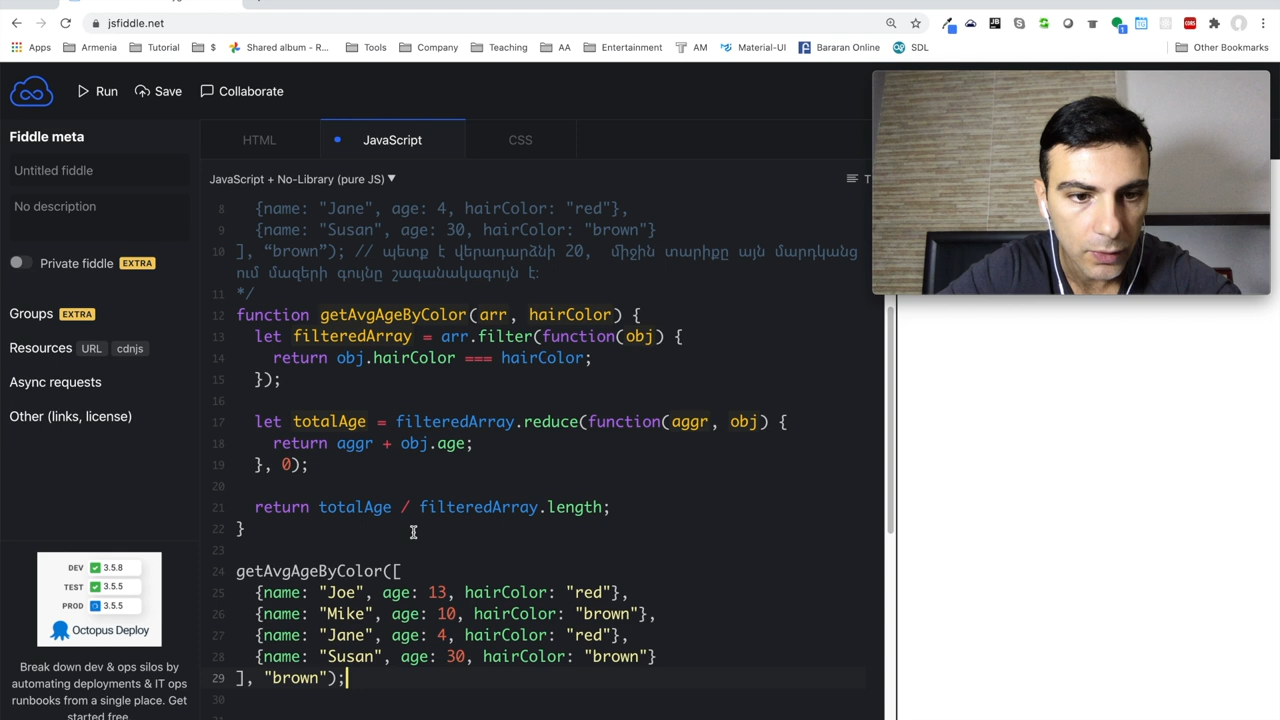 jsfiddle.net
Apps Armenia Tutorial $ Shared album - R... Tools Company Teaching AA Entertainment AM Material-UI Bararan Online SDL Other Bookmarks
Run Save Collaborate
Fiddle meta
Untitled fiddle
No description
Private fiddle EXTRA
Groups EXTRA
Resources URL cdnjs
Async requests
Other (links, license)
DEV 3.5.8
TEST 3.5.5
PROD 3.5.5
Octopus Deploy
Break down dev & ops silos by
automating deployments & IT ops
runbooks from a single place. Get
started free.
HTML JavaScript CSS
JavaScript + No-Library (pure JS) ▼
8 {name: "Jane", age: 4, hairColor: "red"},
9 {name: "Susan", age: 30, hairColor: "brown"}
10 ], “brown”); // պետք է վերադարձնի 20, միջին տարիքը այն մարդկանց
ում մազերի գույնը շագանակագույն է։
11 */
12 function getAvgAgeByColor(arr, hairColor) {
13 let filteredArray = arr.filter(function(obj) {
14 return obj.hairColor === hairColor;
15 });
16
17 let totalAge = filteredArray.reduce(function(aggr, obj) {
18 return aggr + obj.age;
19 }, 0);
20
21 return totalAge / filteredArray.length;
22 }
23
24 getAvgAgeByColor([
25 {name: "Joe", age: 13, hairColor: "red"},
26 {name: "Mike", age: 10, hairColor: "brown"},
27 {name: "Jane", age: 4, hairColor: "red"},
28 {name: "Susan", age: 30, hairColor: "brown"}
29 ], "brown");
30